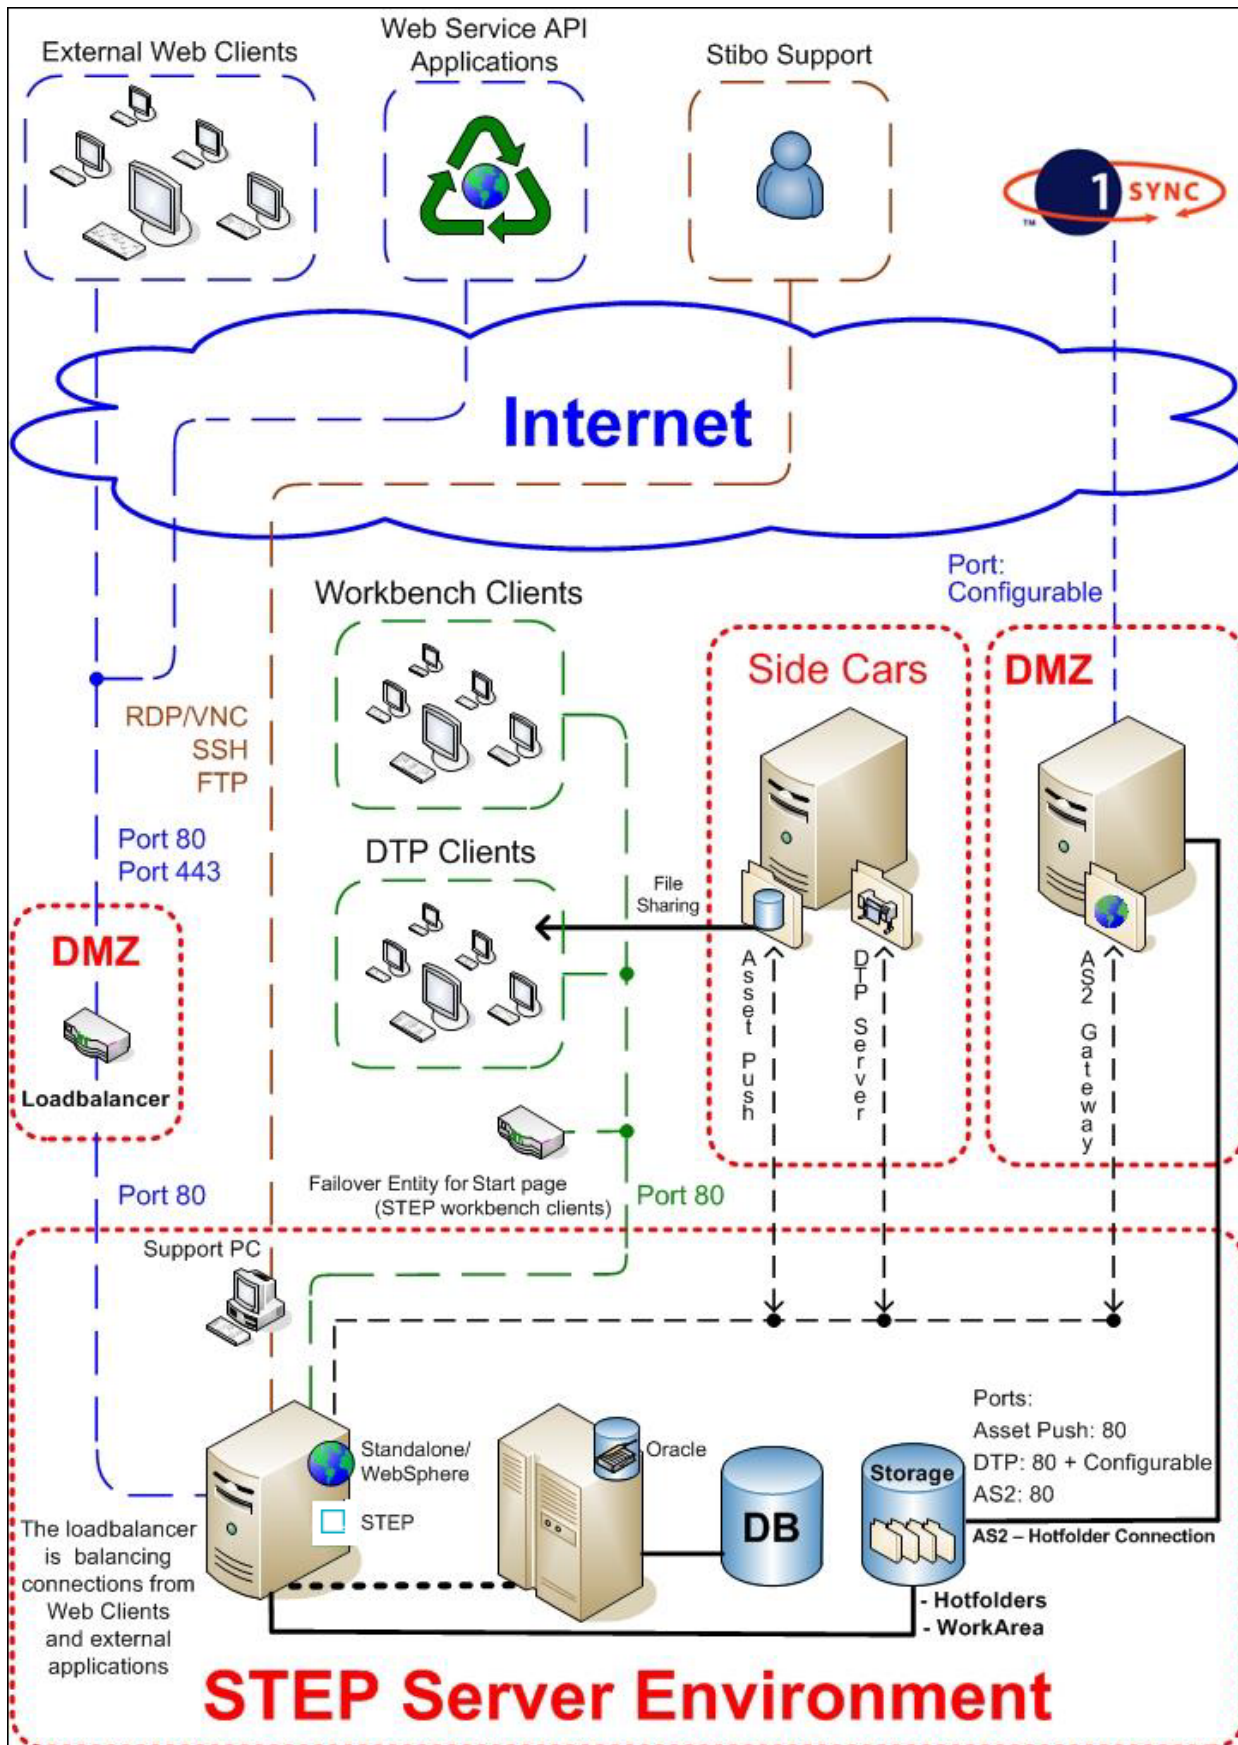 External Web Clients
Web Service API
Applications
Stibo Support
1
SYNC
TM
Internet
Port:
Configurable
Workbench Clients
Side Cars
DMZ
RDP/VNC
SSH
FTP
Port 80
Port 443
DTP Clients
File
Sharing
DMZ
Loadbalancer
Asset Push
DTP Server
AS2 Gateway
Failover Entity for Start page
(STEP workbench clients)
Port 80
Port 80
Support PC
Ports:
Asset Push: 80
DTP: 80 + Configurable
AS2: 80
Standalone/
WebSphere
STEP
Oracle
DB
Storage
AS2 – Hotfolder Connection
The loadbalancer
is balancing
connections from
Web Clients
and external
applications
- Hotfolders
- WorkArea
STEP Server Environment